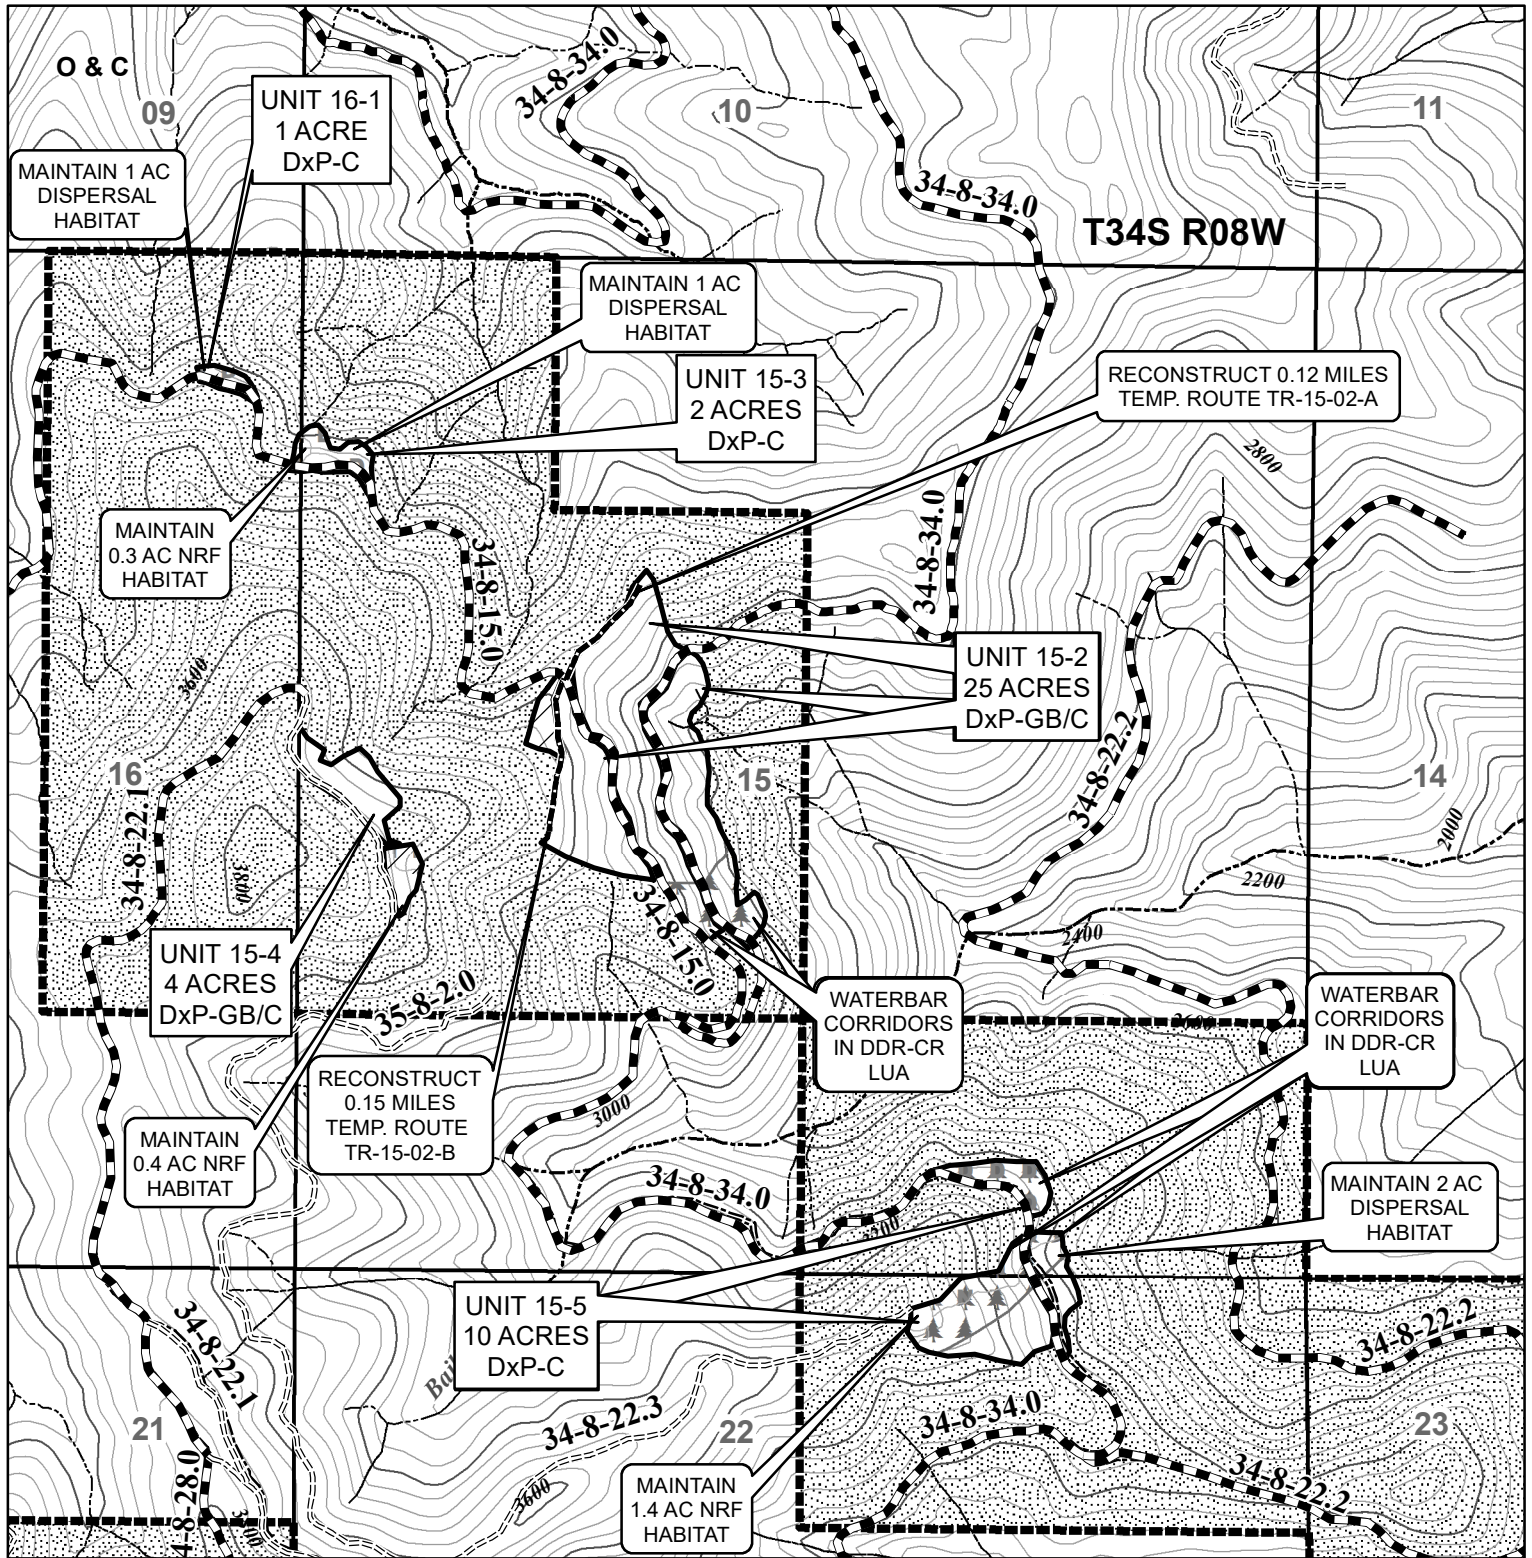 O & C
09
10
11
34-8-34.0
UNIT 16-1
1 ACRE
DxP-C
MAINTAIN 1 AC
DISPERSAL
HABITAT
34-8-34.0
T34S R08W
MAINTAIN 1 AC
DISPERSAL
HABITAT
UNIT 15-3
2 ACRES
DxP-C
RECONSTRUCT 0.12 MILES
TEMP. ROUTE TR-15-02-A
2800
MAINTAIN
0.3 AC NRF
HABITAT
34-8-15.0
34-8-34.0
3600
UNIT 15-2
25 ACRES
DxP-GB/C
34-8-22.2
16
15
14
34-8-22.1
3800
2000
2200
2400
34-8-15.0
UNIT 15-4
4 ACRES
DxP-GB/C
35-8-2.0
WATERBAR
CORRIDORS
IN DDR-CR
LUA
WATERBAR
CORRIDORS
IN DDR-CR
LUA
2600
RECONSTRUCT
0.15 MILES
TEMP. ROUTE
TR-15-02-B
3000
MAINTAIN
0.4 AC NRF
HABITAT
34-8-34.0
MAINTAIN 2 AC
DISPERSAL
HABITAT
UNIT 15-5
10 ACRES
DxP-C
34-8-22.1
34-8-22.2
34-8-22.3
34-8-34.0
21
22
23
4-8-28.0
3600
MAINTAIN
1.4 AC NRF
HABITAT
34-8-22.2